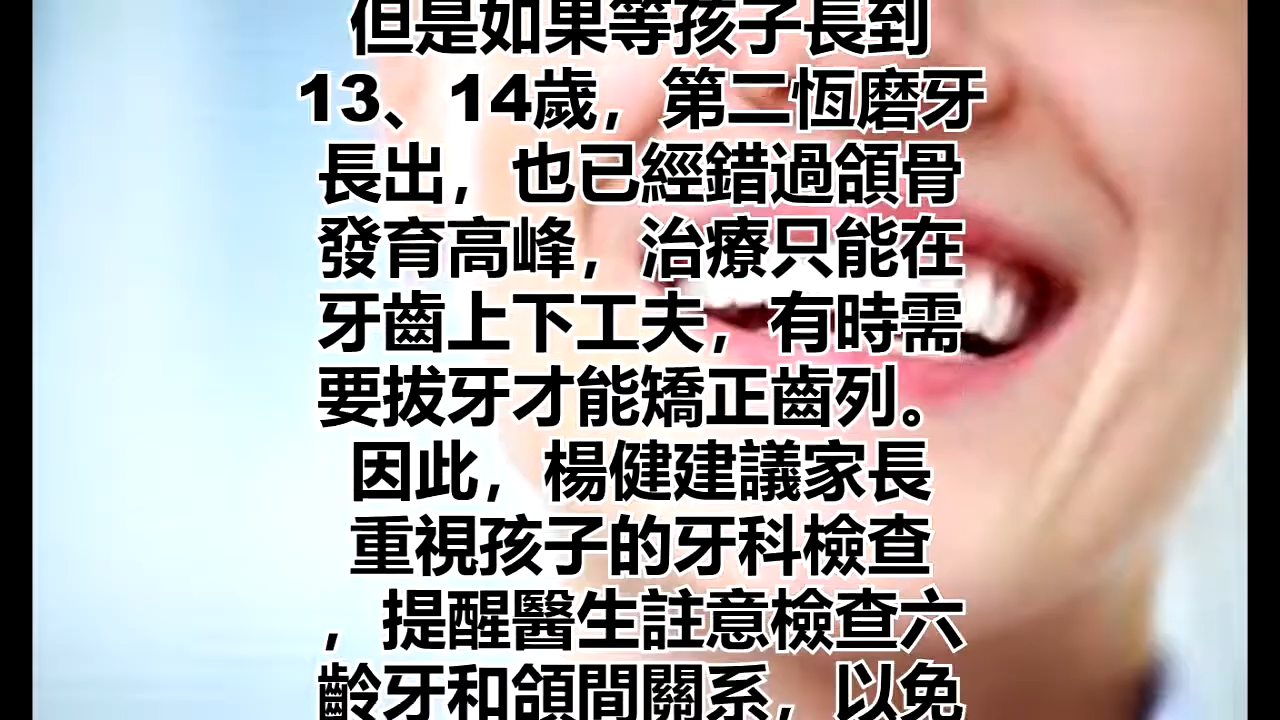 但是如果等孩子長到
13、14歲，第二恆磨牙
長出，也已經錯過頜骨
發育高峰，治療只能在
牙齒上下工夫，有時需
要拔牙才能矯正齒列。
因此，楊健建議家長
重視孩子的牙科檢查
，提醒醫生註意檢查六
齡牙和頜間關系，以免